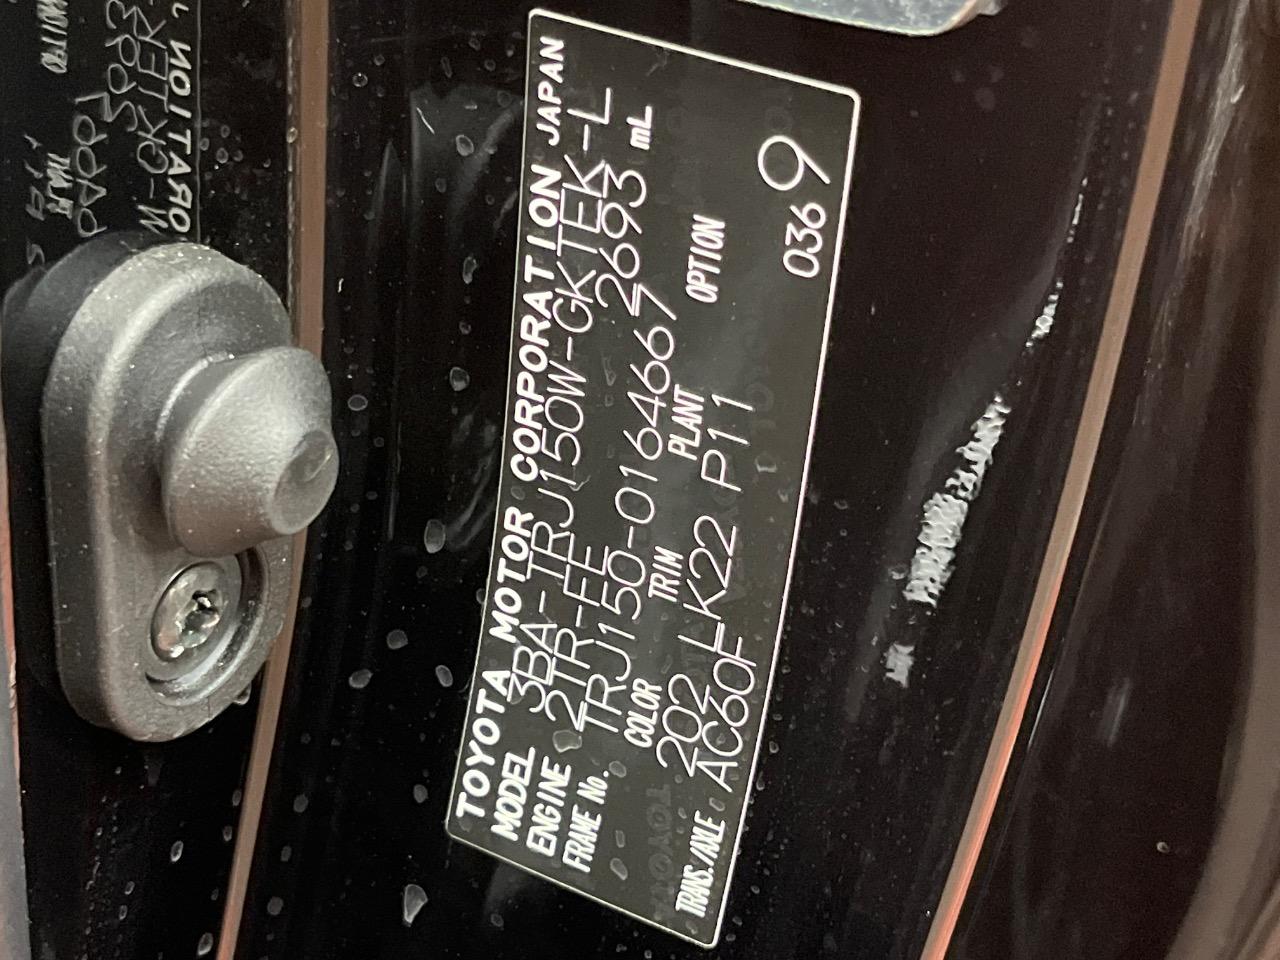 TOYOTA MOTOR CORPORATION JAPAN
MODEL 3BA-TRJ150W-GKTEK-L
ENGINE 2TR-FE 2693 mL
FRAME No. TRJ150-0164667
COLOR TRIM PLANT OPTION
202 LK22 P11
TRANS./AXLE AC60F
036 9